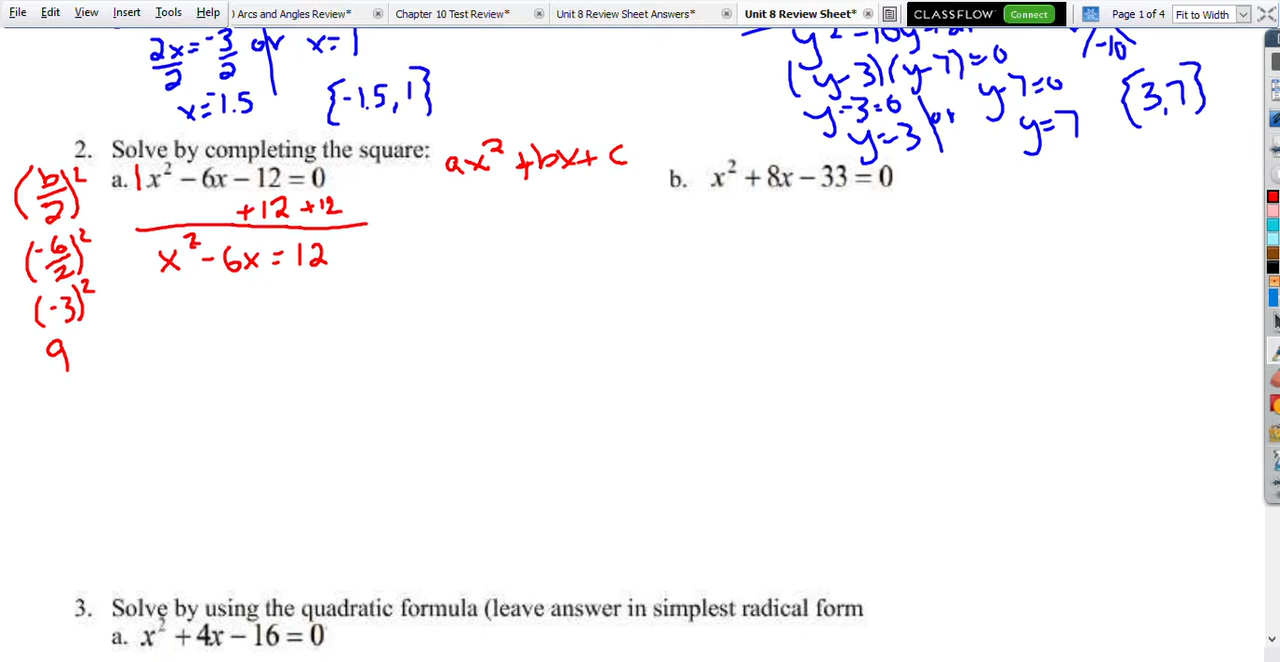 File Edit View Insert Tools Help ) Arcs and Angles Review* Chapter 10 Test Review* Unit 8 Review Sheet Answers* Unit 8 Review Sheet* CLASSFLOW Connect Page 1 of 4 Fit to Width
2x = -3 or x = 1
2 2
x = -1.5 {-1.5, 1}
(y-3)(y-7)=0
y-3=0 or y-7=0
y=3 y=7 {3,7}
-10
2. Solve by completing the square: ax² + bx + c
a. 1x² – 6x – 12 = 0
+12 +12
x² - 6x = 12
(b/2)²
(-6/2)²
(-3)²
9
b. x² + 8x – 33 = 0
3. Solve by using the quadratic formula (leave answer in simplest radical form
a. x² + 4x – 16 = 0